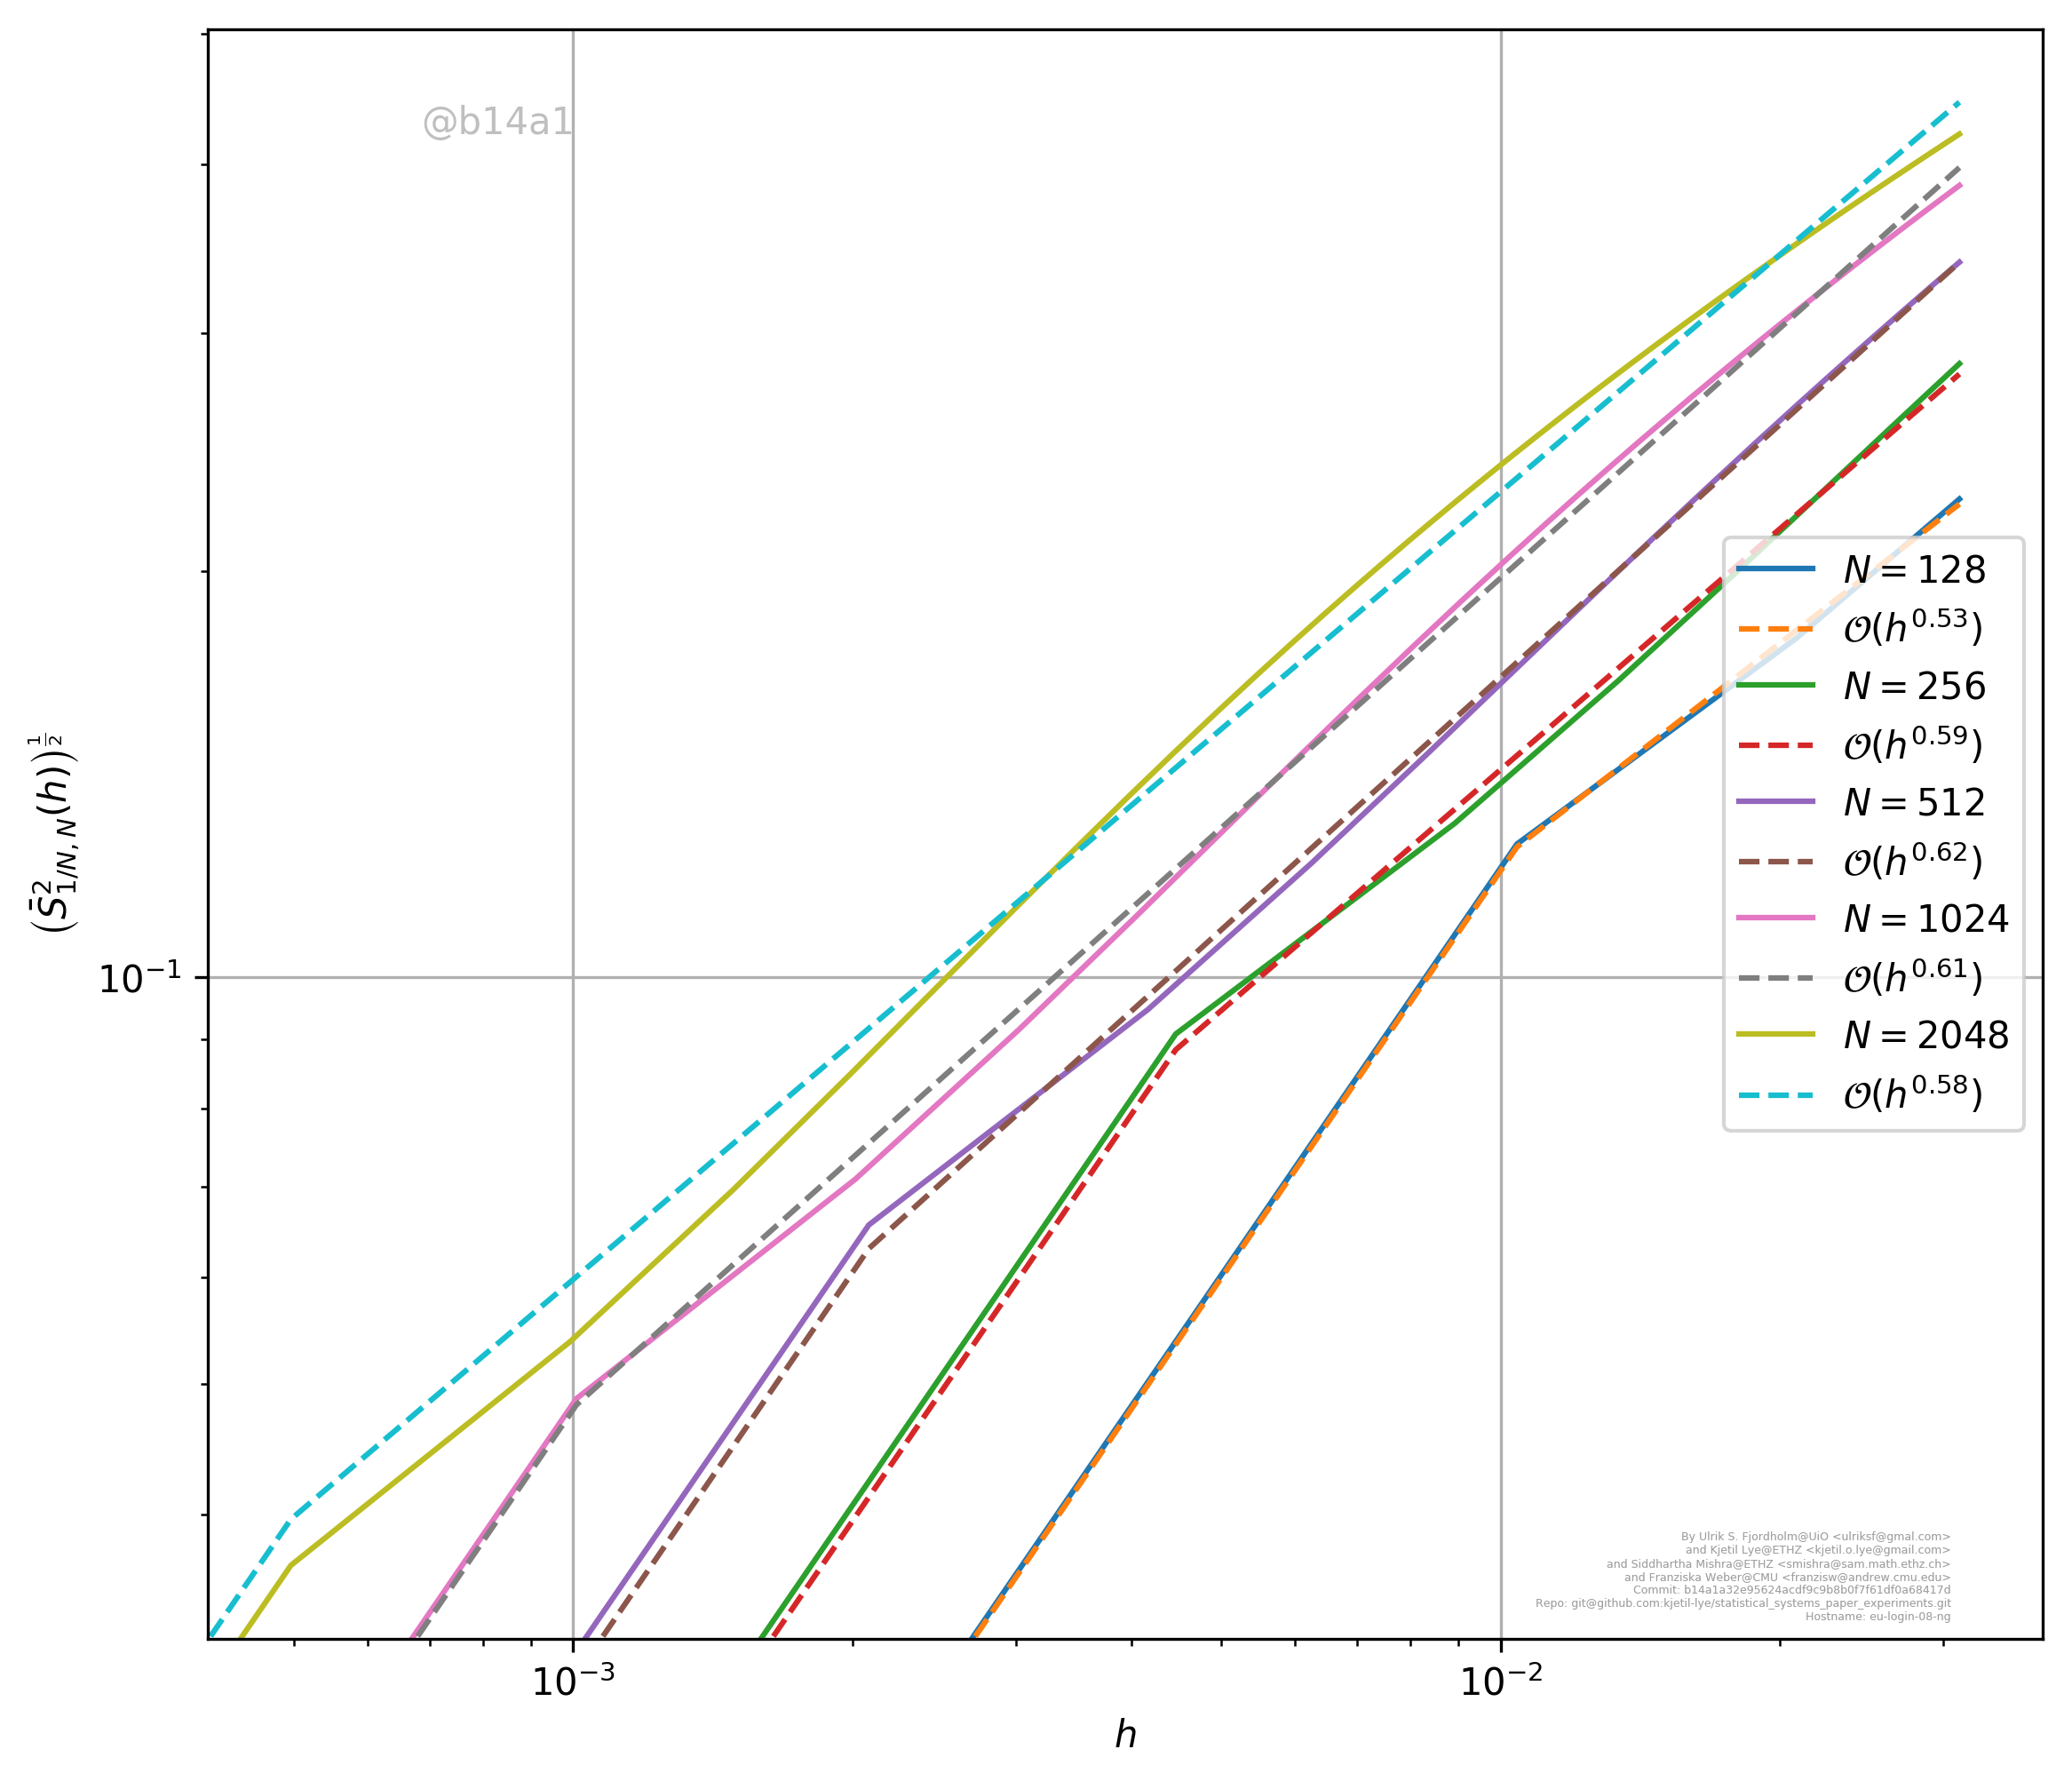 @b14a1
10⁻¹
(S̄²_{1/N, N}(h))^{1/2}
N = 128
𝒪(h^{0.53})
N = 256
𝒪(h^{0.59})
N = 512
𝒪(h^{0.62})
N = 1024
𝒪(h^{0.61})
N = 2048
𝒪(h^{0.58})
By Ulrik S. Fjordholm@UiO <ulriksf@gmal.com>
and Kjetil Lye@ETHZ <kjetil.o.lye@gmail.com>
and Siddhartha Mishra@ETHZ <smishra@sam.math.ethz.ch>
and Franziska Weber@CMU <franzisw@andrew.cmu.edu>
Commit: b14a1a32e95624acdf9c9b8b0f7f61df0a68417d
Repo: git@github.com:kjetil-lye/statistical_systems_paper_experiments.git
Hostname: eu-login-08-ng
10⁻³ 10⁻²
h